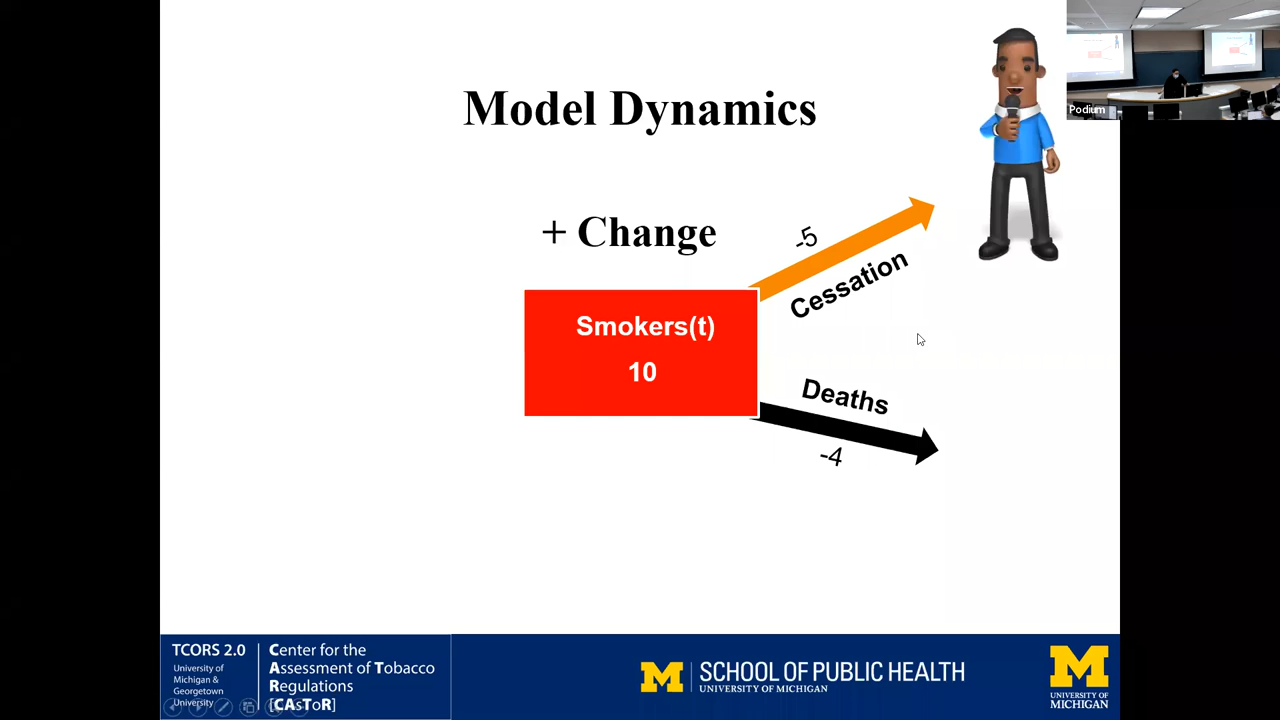 Model Dynamics
+ Change
-5
Cessation
Smokers(t)
10
Deaths
-4
Podium
TCORS 2.0
University of
Michigan &
Georgetown
University
Center for the
Assessment of Tobacco
Regulations
[CAsToR]
M
SCHOOL OF PUBLIC HEALTH
UNIVERSITY OF MICHIGAN
M
UNIVERSITY OF
MICHIGAN